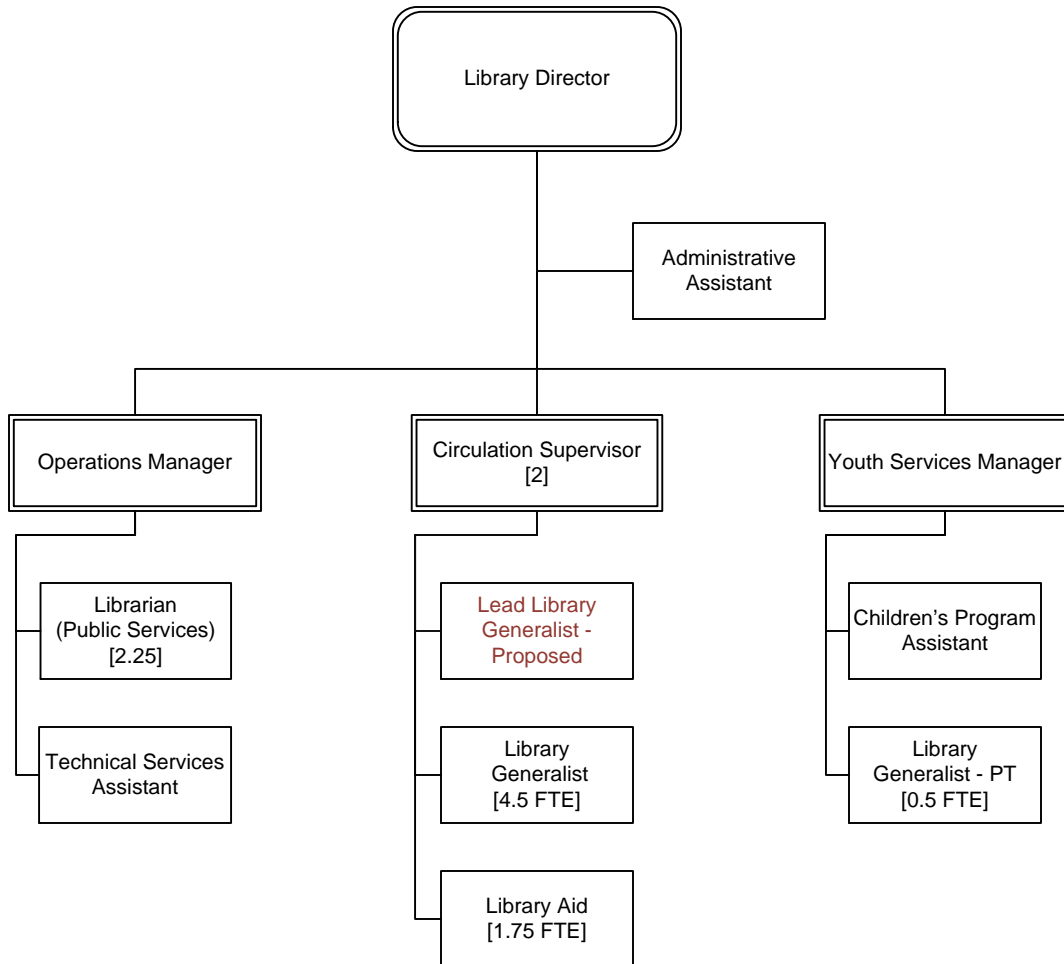 Library Director
Administrative
Assistant
Operations Manager
Circulation Supervisor
[2]
Youth Services Manager
Librarian
(Public Services)
[2.25]
Technical Services
Assistant
Lead Library
Generalist -
Proposed
Library
Generalist
[4.5 FTE]
Library Aid
[1.75 FTE]
Children’s Program
Assistant
Library
Generalist - PT
[0.5 FTE]